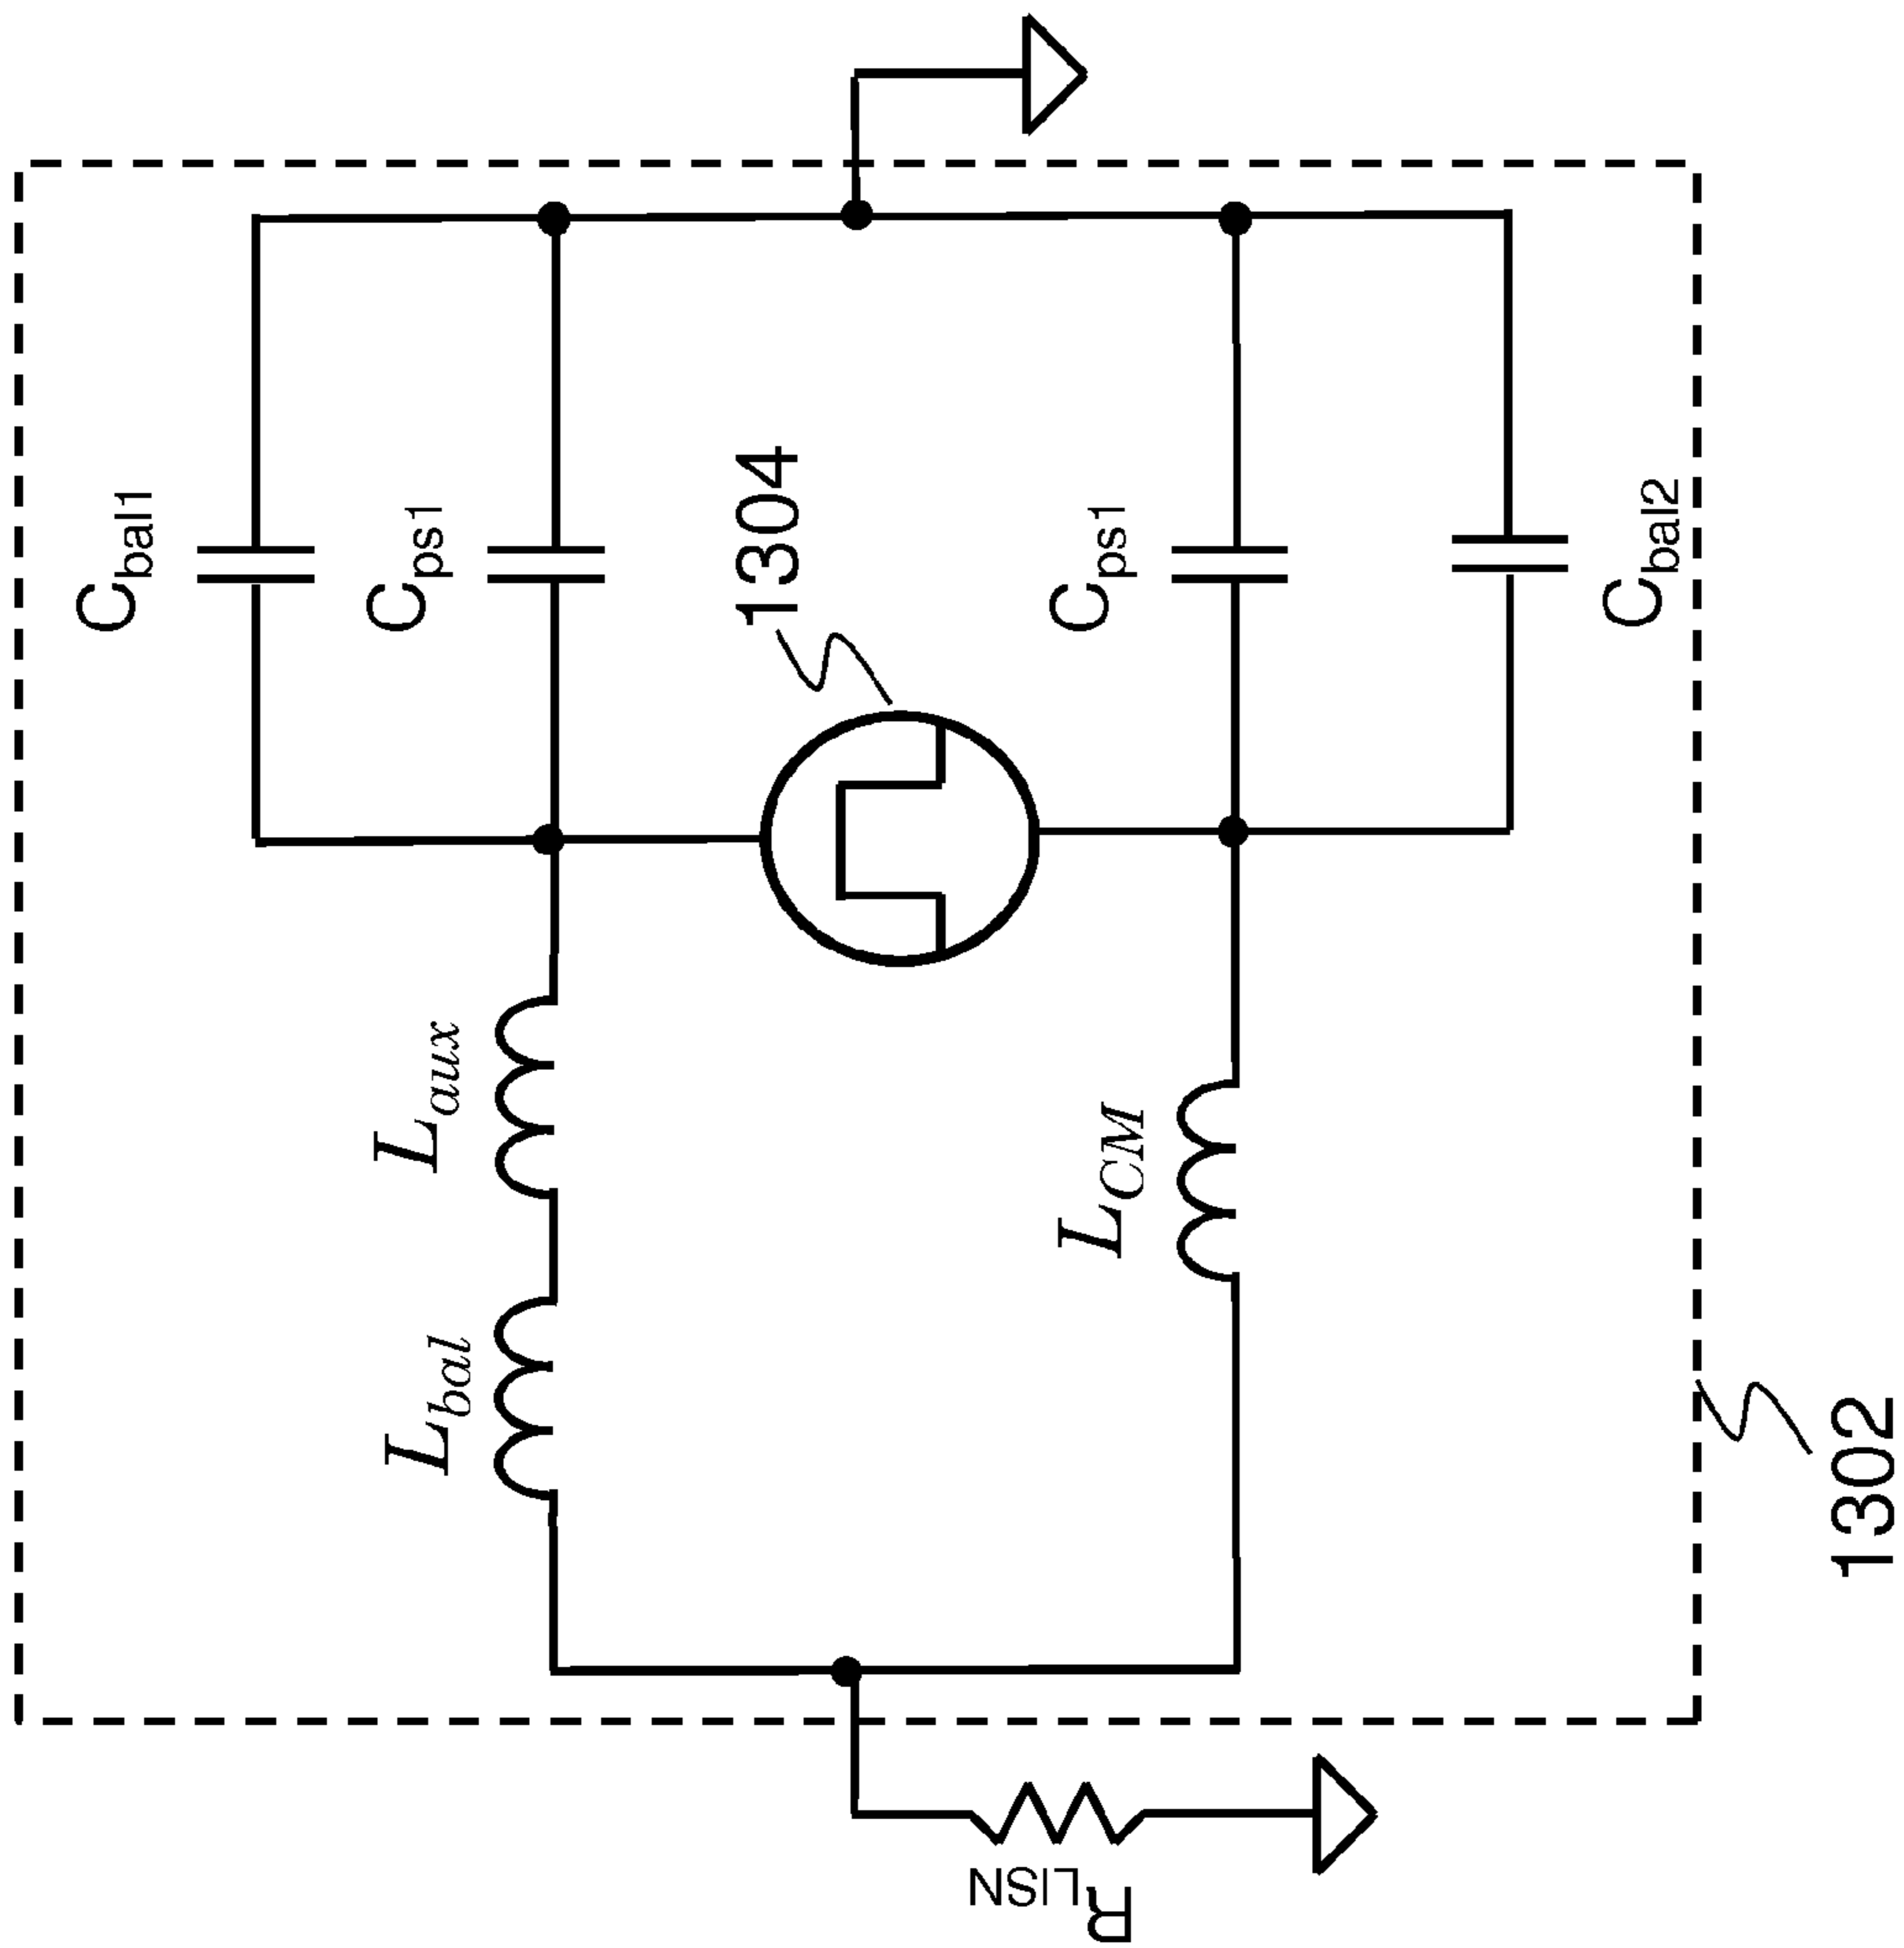 C_bal1
C_ps1
1304
C_ps1
C_bal2
L_aux
L_CM
L_bal
1302
R_LISN